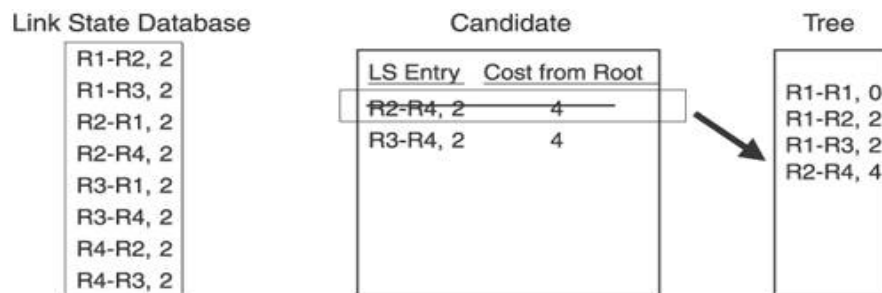 Link State Database
R1-R2, 2
R1-R3, 2
R2-R1, 2
R2-R4, 2
R3-R1, 2
R3-R4, 2
R4-R2, 2
R4-R3, 2
Candidate
LS Entry Cost from Root
R2-R4, 2 4
R3-R4, 2 4
Tree
R1-R1, 0
R1-R2, 2
R1-R3, 2
R2-R4, 4